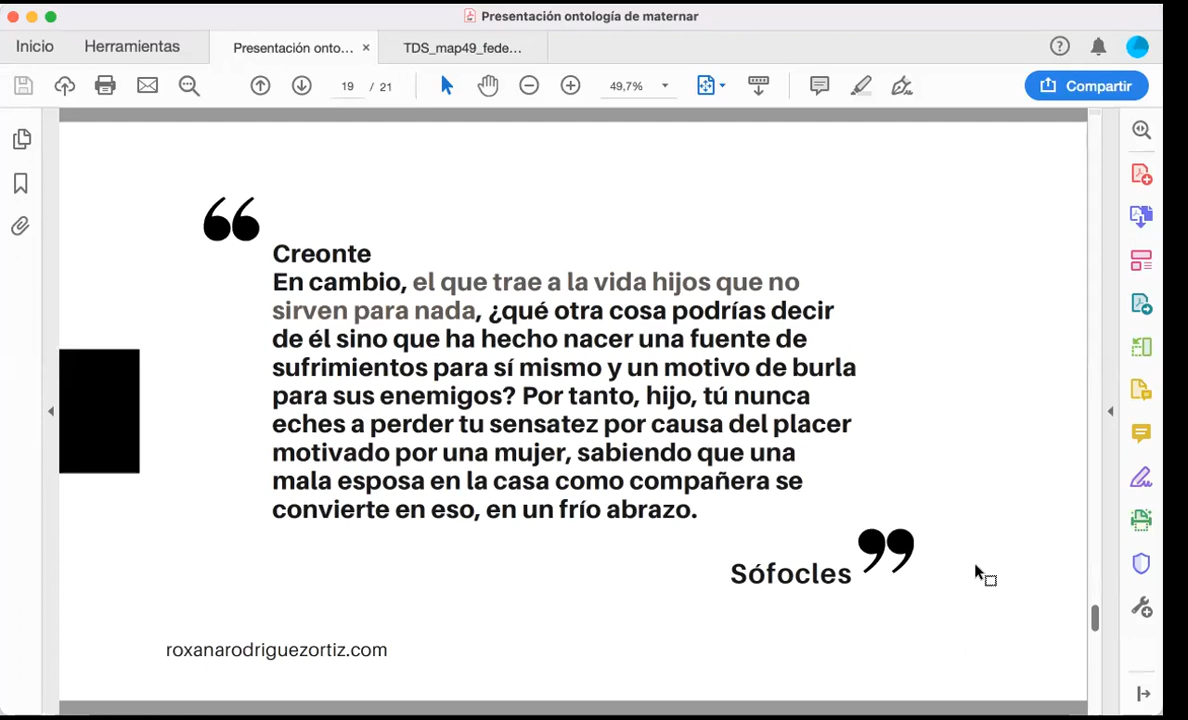 Presentación ontología de maternar
Inicio Herramientas Presentación onto... × TDS_map49_fede...
19 / 21 49,7% Compartir
“
Creonte
En cambio, el que trae a la vida hijos que no
sirven para nada, ¿qué otra cosa podrías decir
de él sino que ha hecho nacer una fuente de
sufrimientos para sí mismo y un motivo de burla
para sus enemigos? Por tanto, hijo, tú nunca
eches a perder tu sensatez por causa del placer
motivado por una mujer, sabiendo que una
mala esposa en la casa como compañera se
convierte en eso, en un frío abrazo.
”
Sófocles
roxanarodriguezortiz.com